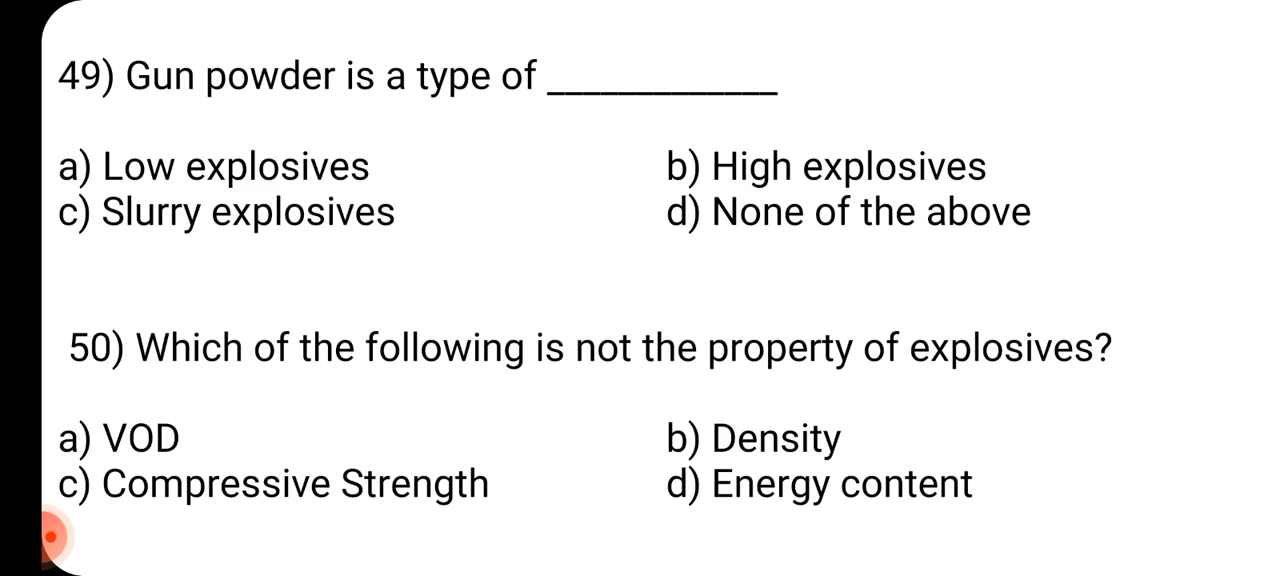 49) Gun powder is a type of _____________
a) Low explosives b) High explosives
c) Slurry explosives d) None of the above
50) Which of the following is not the property of explosives?
a) VOD b) Density
c) Compressive Strength d) Energy content